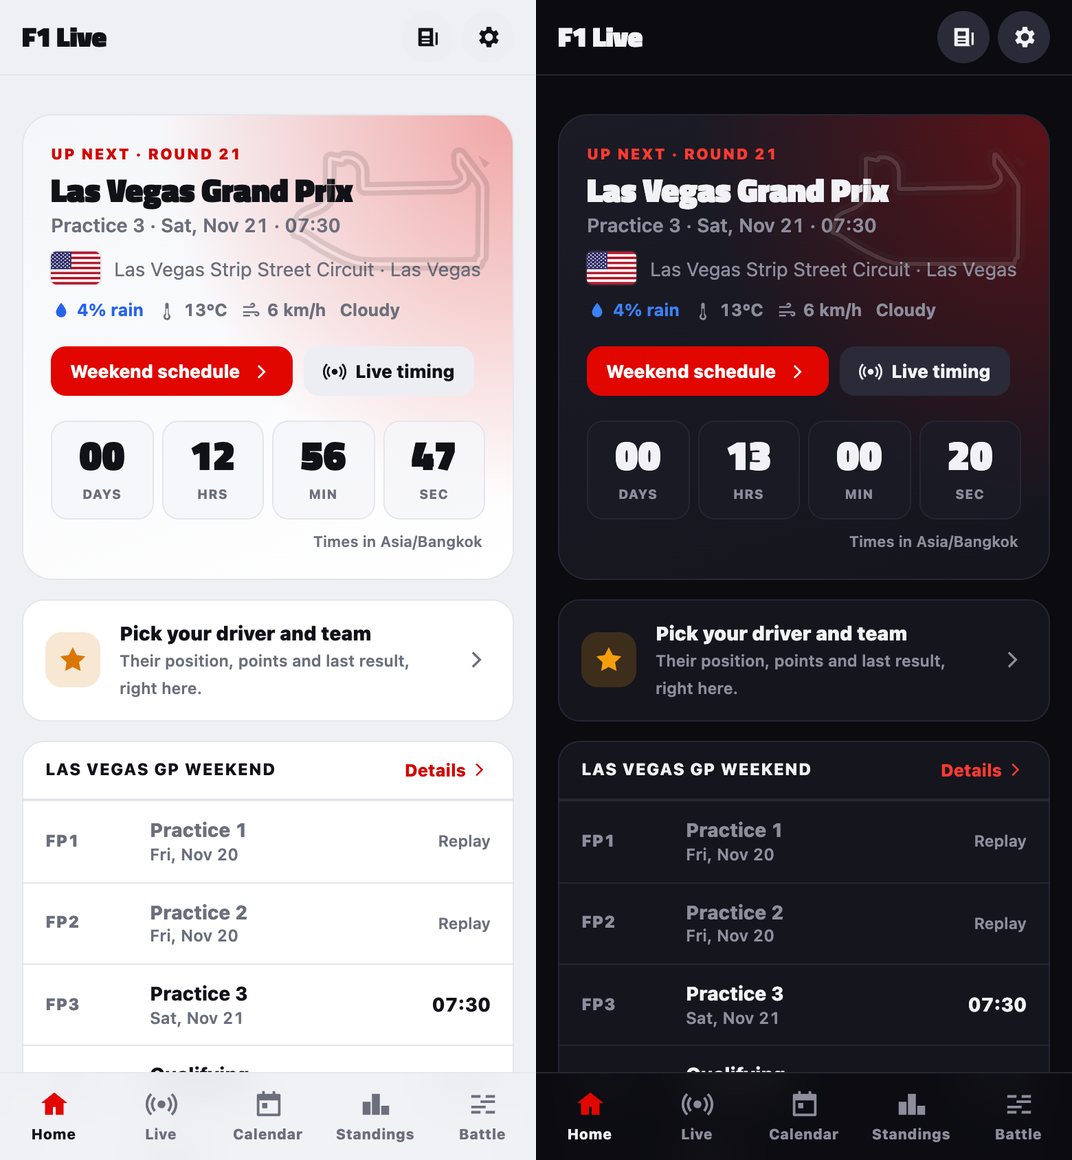 F1 Live
UP NEXT · ROUND 21
Las Vegas Grand Prix
Practice 3 · Sat, Nov 21 · 07:30
Las Vegas Strip Street Circuit · Las Vegas
4% rain 13°C 6 km/h Cloudy
Weekend schedule Live timing
00 12 56 47
DAYS HRS MIN SEC
Times in Asia/Bangkok
Pick your driver and team
Their position, points and last result,
right here.
LAS VEGAS GP WEEKEND Details
FP1 Practice 1 Replay
Fri, Nov 20
FP2 Practice 2 Replay
Fri, Nov 20
FP3 Practice 3 07:30
Sat, Nov 21
Home Live Calendar Standings Battle
F1 Live
UP NEXT · ROUND 21
Las Vegas Grand Prix
Practice 3 · Sat, Nov 21 · 07:30
Las Vegas Strip Street Circuit · Las Vegas
4% rain 13°C 6 km/h Cloudy
Weekend schedule Live timing
00 13 00 20
DAYS HRS MIN SEC
Times in Asia/Bangkok
Pick your driver and team
Their position, points and last result,
right here.
LAS VEGAS GP WEEKEND Details
FP1 Practice 1 Replay
Fri, Nov 20
FP2 Practice 2 Replay
Fri, Nov 20
FP3 Practice 3 07:30
Sat, Nov 21
Home Live Calendar Standings Battle